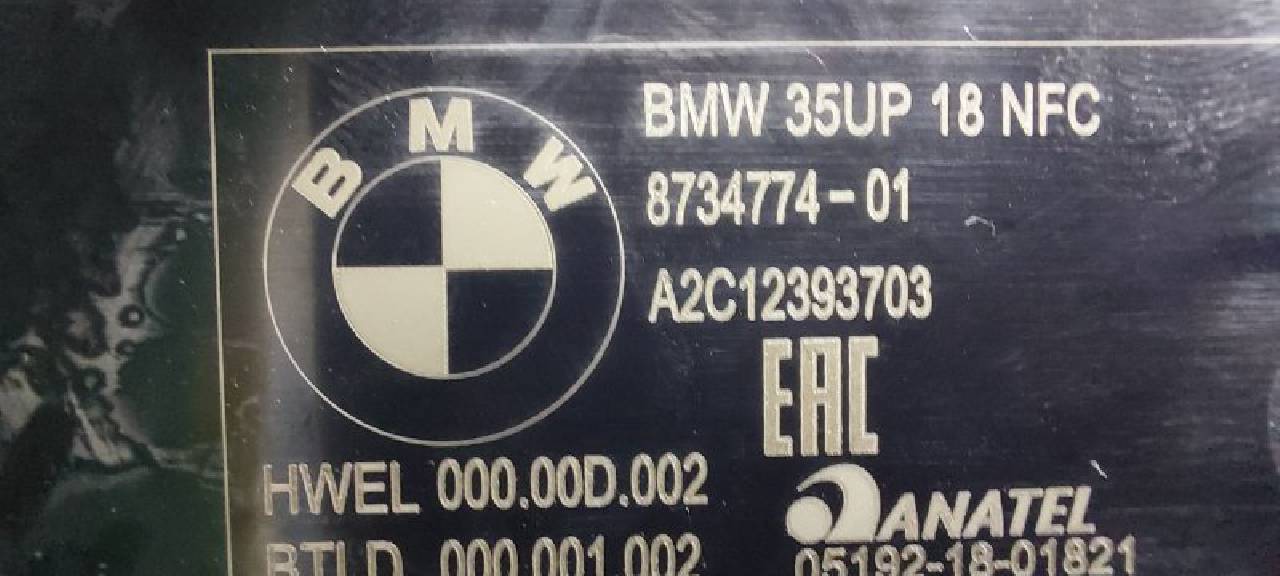 BMW
BMW 35UP 18 NFC
8734774-01
A2C12393703
EAC
HWEL 000.00D.002
ANATEL
BTLD 000.001.002
05192-18-01821